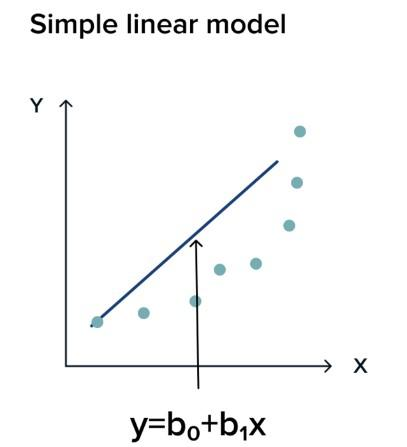 Simple linear model
Y
X
y=b₀+b₁x